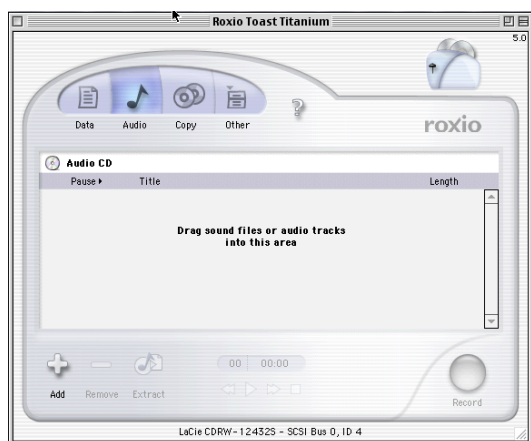 Roxio Toast Titanium
5.0
Data Audio Copy Other
roxio
Audio CD
Pause Title Length
Drag sound files or audio tracks
into this area
00 00:00
Add Remove Extract Record
LaCie CDRW-12432S - SCSI Bus 0, ID 4